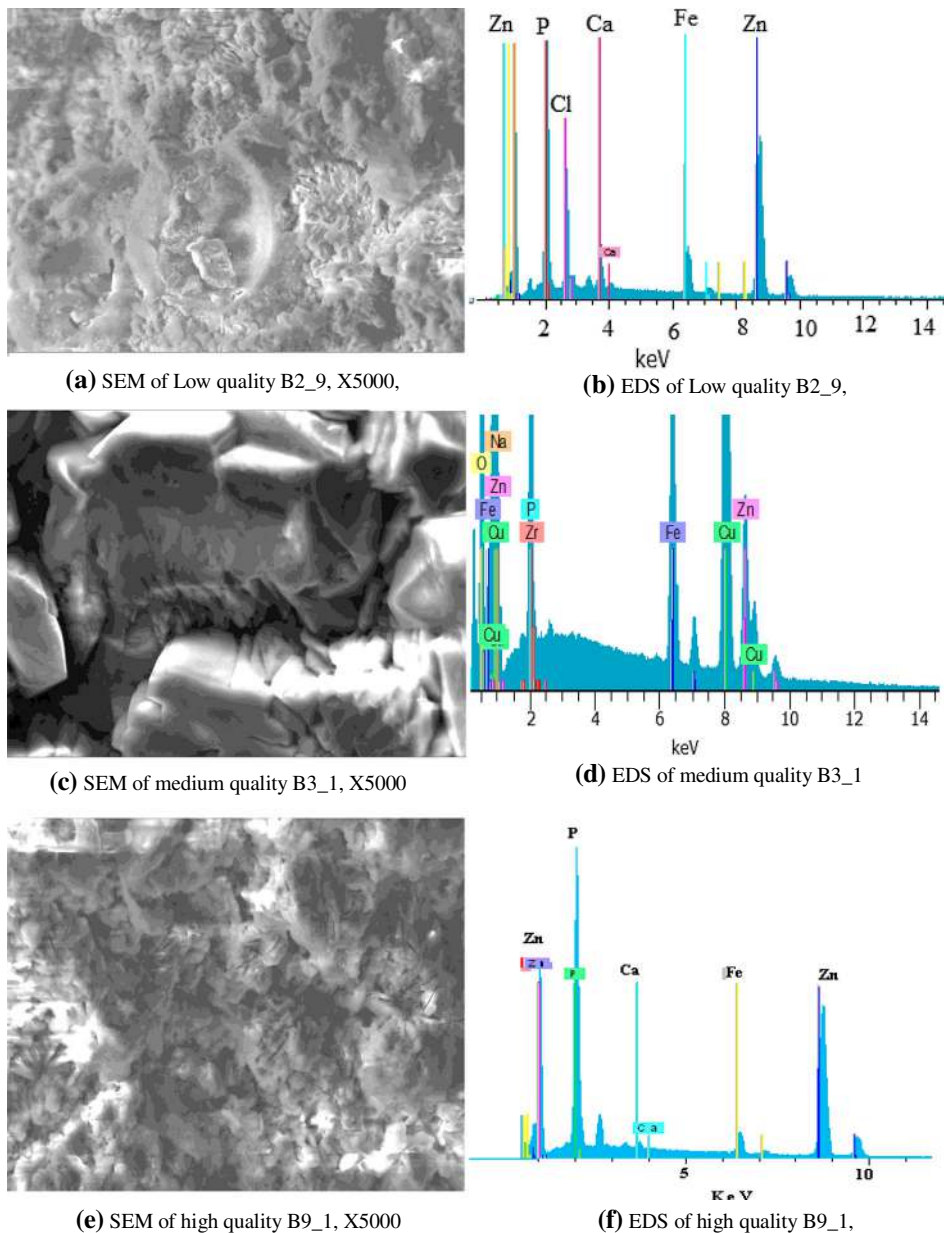 Zn P Ca Fe Zn
Cl
Ca
2 4 6 8 10 12 14
keV
(a) SEM of Low quality B2_9, X5000,
(b) EDS of Low quality B2_9,
Na
O
Zn
Fe P Zn
Cu Zr Fe Cu
Cu
Cu
2 4 6 8 10 12 14
keV
(c) SEM of medium quality B3_1, X5000
(d) EDS of medium quality B3_1
P
Zn
Ca Fe Zn
Zn P
Ca
5 10
KeV
(e) SEM of high quality B9_1, X5000
(f) EDS of high quality B9_1,